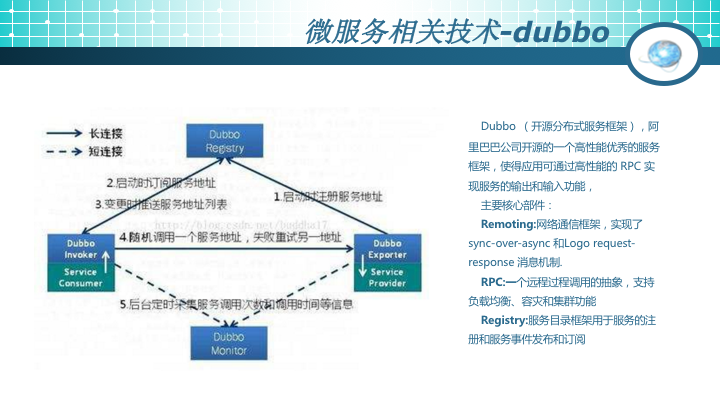 微服务相关技术-dubbo
长连接
短连接
Dubbo
Registry
2.启动时订阅服务地址
3.变更时推送服务地址列表
1.启动时注册服务地址
http://blog.csdn.net/buddha17
Dubbo
Invoker
Service
Consumer
4.随机调用一个服务地址，失败重试另一地址
Dubbo
Exporter
Service
Provider
5.后台定时采集服务调用次数和调用时间等信息
Dubbo
Monitor
Dubbo （开源分布式服务框架），阿
里巴巴公司开源的一个高性能优秀的服务
框架，使得应用可通过高性能的 RPC 实
现服务的输出和输入功能，
主要核心部件：
Remoting:网络通信框架，实现了
sync-over-async 和Logo request-
response 消息机制.
RPC:一个远程过程调用的抽象，支持
负载均衡、容灾和集群功能
Registry:服务目录框架用于服务的注
册和服务事件发布和订阅